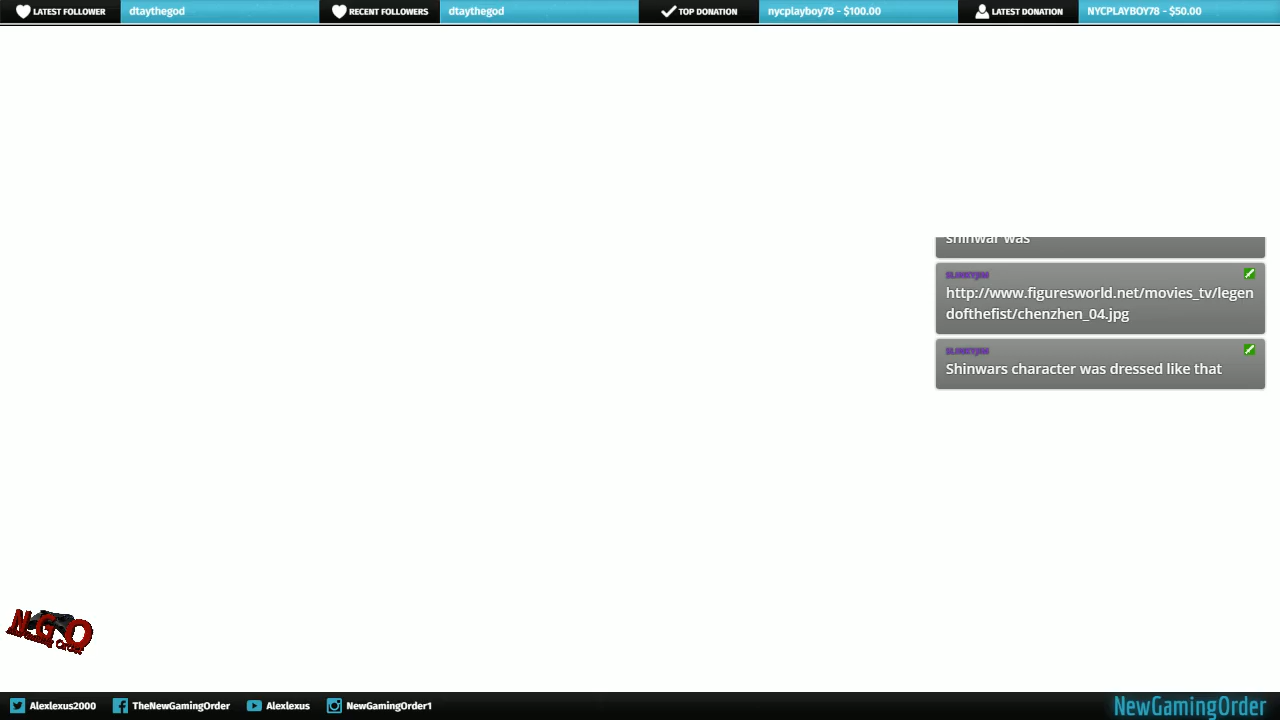 LATEST FOLLOWER dtaythegod RECENT FOLLOWERS dtaythegod TOP DONATION nycplayboy78 - $100.00 LATEST DONATION NYCPLAYBOY78 - $50.00
shinwar was
http://www.figuresworld.net/movies_tv/legen
dofthefist/chenzhen_04.jpg
Shinwars character was dressed like that
NGO
Alexlexus2000 TheNewGamingOrder Alexlexus NewGamingOrder1 NewGamingOrder